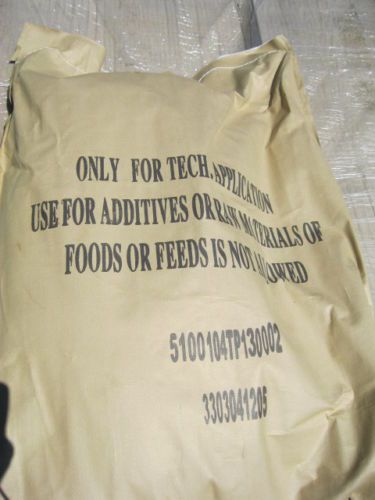 ONLY FOR TECH. APPLICATION
USE FOR ADDITIVES OR RAW MATERIALS OF
FOODS OR FEEDS IS NOT ALLOWED
5100104TP130002
3303041205